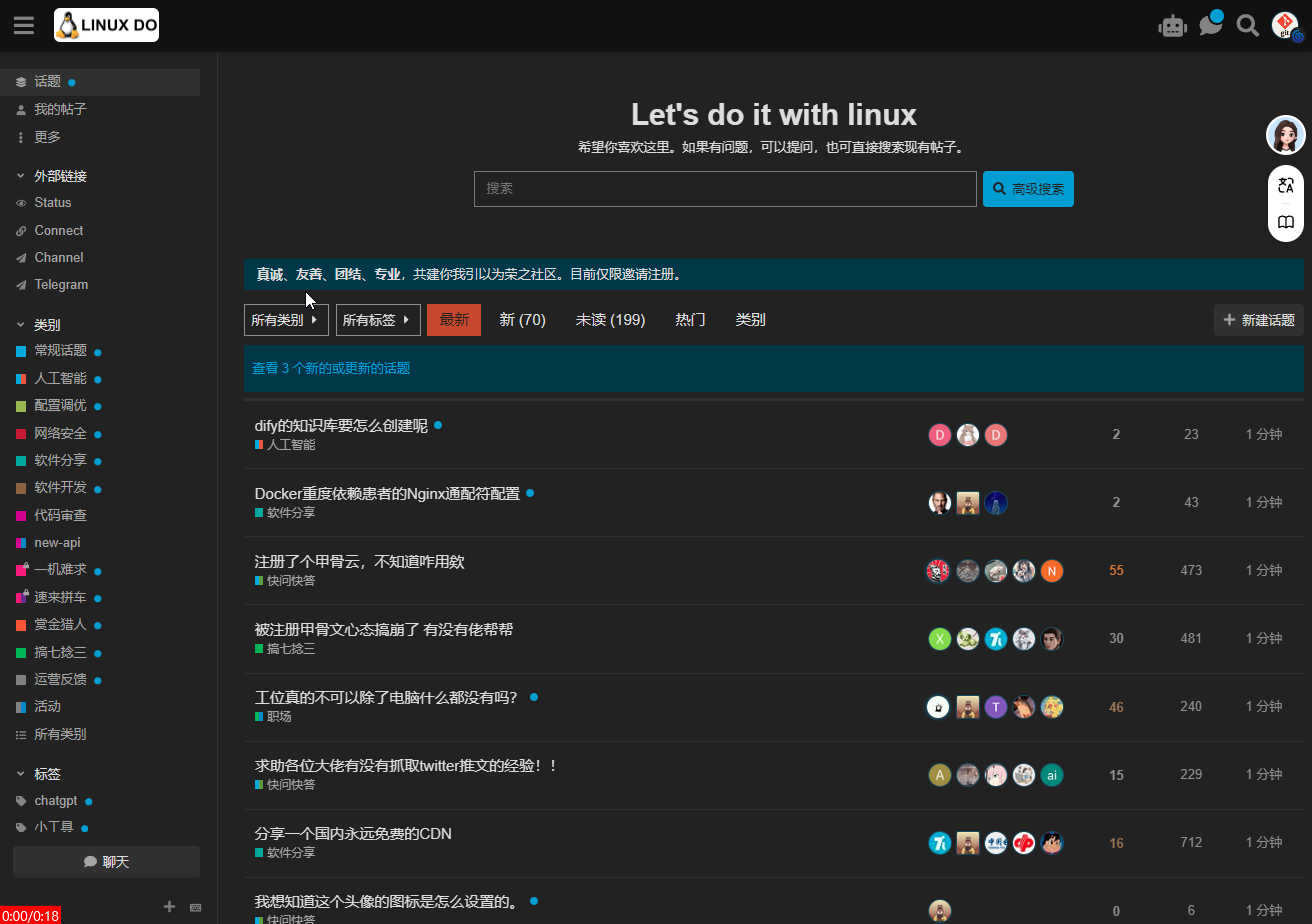 LINUX DO
git
话题
我的帖子
更多
外部链接
Status
Connect
Channel
Telegram
类别
常规话题
人工智能
配置调优
网络安全
软件分享
软件开发
代码审查
new-api
一机难求
速来拼车
赏金猎人
搞七捻三
运营反馈
活动
所有类别
标签
chatgpt
小工具
聊天
0:00/0:18
Let's do it with linux
希望你喜欢这里。如果有问题，可以提问，也可直接搜索现有帖子。
搜索 高级搜索
真诚、友善、团结、专业，共建你我引以为荣之社区。目前仅限邀请注册。
所有类别 所有标签 最新 新 (70) 未读 (199) 热门 类别 新建话题
查看 3 个新的或更新的话题
dify的知识库要怎么创建呢 D D 2 23 1 分钟
人工智能
Docker重度依赖患者的Nginx通配符配置 2 43 1 分钟
软件分享
注册了个甲骨云，不知道咋用欸 N 55 473 1 分钟
快问快答
被注册甲骨文心态搞崩了 有没有佬帮帮 X 30 481 1 分钟
搞七捻三
工位真的不可以除了电脑什么都没有吗？ T 46 240 1 分钟
职场
求助各位大佬有没有抓取twitter推文的经验！！ A ai 15 229 1 分钟
快问快答
分享一个国内永远免费的CDN 16 712 1 分钟
软件分享
我想知道这个头像的图标是怎么设置的。 0 6 1 分钟
快问快答